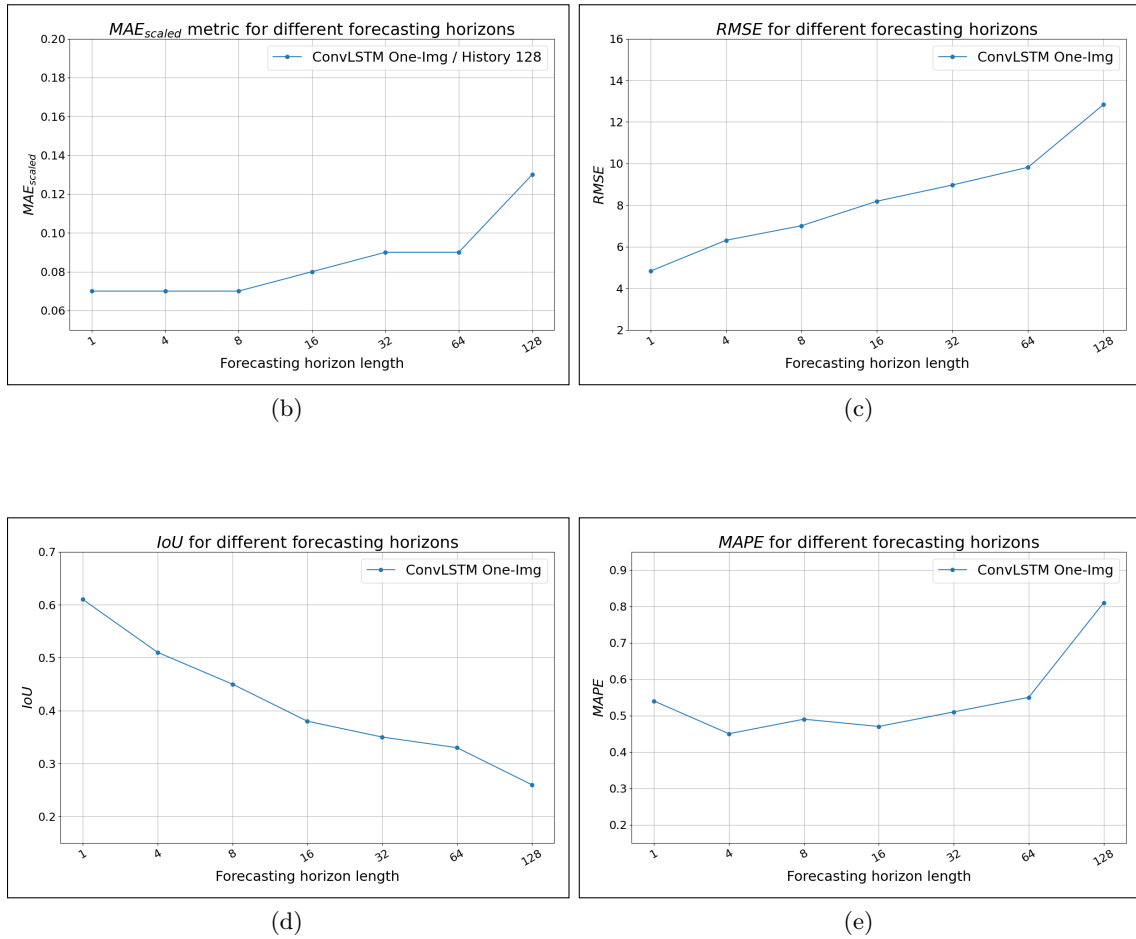 MAE_scaled metric for different forecasting horizons
ConvLSTM One-Img / History 128
0.20
0.18
0.16
0.14
0.12
0.10
0.08
0.06
MAE_scaled
1 4 8 16 32 64 128
Forecasting horizon length
(b)
RMSE for different forecasting horizons
ConvLSTM One-Img
16
14
12
10
8
6
4
2
RMSE
1 4 8 16 32 64 128
Forecasting horizon length
(c)
IoU for different forecasting horizons
ConvLSTM One-Img
0.7
0.6
0.5
0.4
0.3
0.2
IoU
1 4 8 16 32 64 128
Forecasting horizon length
(d)
MAPE for different forecasting horizons
ConvLSTM One-Img
0.9
0.8
0.7
0.6
0.5
0.4
0.3
0.2
MAPE
1 4 8 16 32 64 128
Forecasting horizon length
(e)